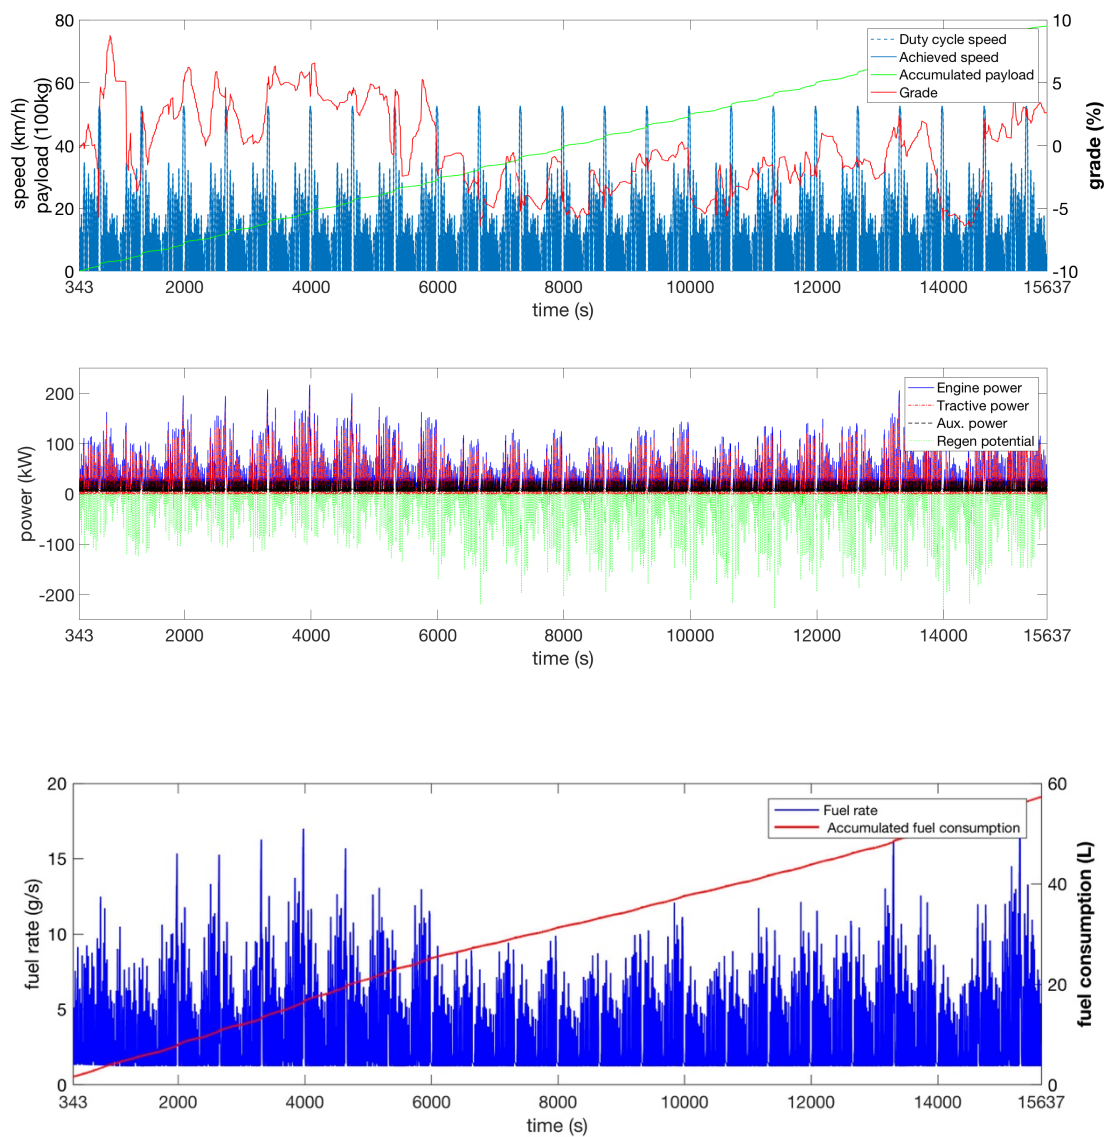 80
60
40
20
0
speed (km/h)
payload (100kg)
10
5
0
-5
-10
grade (%)
Duty cycle speed
Achieved speed
Accumulated payload
Grade
343
2000
4000
6000
8000
10000
12000
14000
15637
time (s)
200
100
0
-100
-200
power (kW)
Engine power
Tractive power
Aux. power
Regen potential
343
2000
4000
6000
8000
10000
12000
14000
15637
time (s)
20
15
10
5
0
fuel rate (g/s)
60
40
20
0
fuel consumption (L)
Fuel rate
Accumulated fuel consumption
343
2000
4000
6000
8000
10000
12000
14000
15637
time (s)